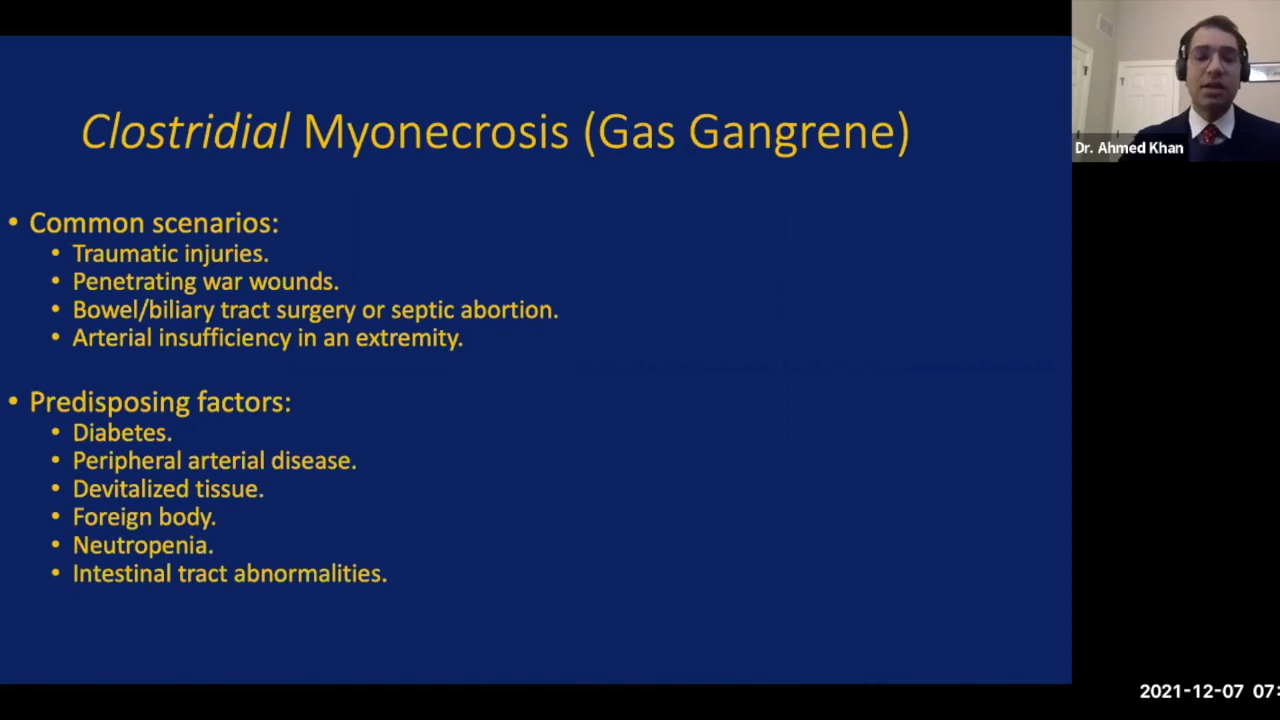 Clostridial Myonecrosis (Gas Gangrene)
• Common scenarios:
• Traumatic injuries.
• Penetrating war wounds.
• Bowel/biliary tract surgery or septic abortion.
• Arterial insufficiency in an extremity.
• Predisposing factors:
• Diabetes.
• Peripheral arterial disease.
• Devitalized tissue.
• Foreign body.
• Neutropenia.
• Intestinal tract abnormalities.
Dr. Ahmed Khan
2021-12-07 07: